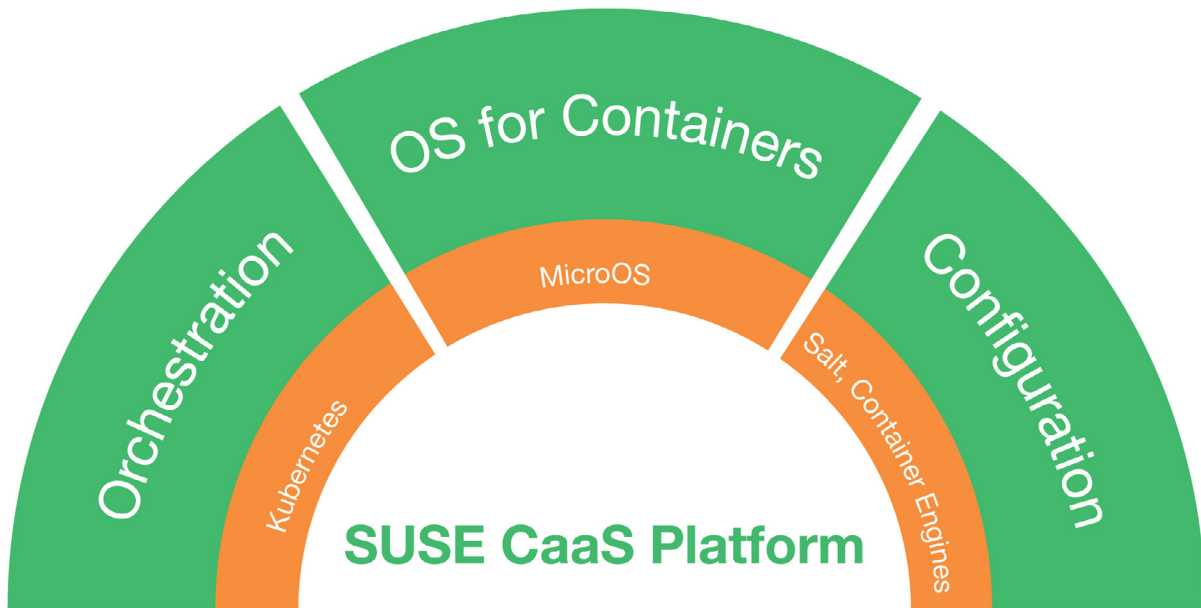 Orchestration
Kubernetes
OS for Containers
MicroOS
Configuration
Salt, Container Engines
SUSE CaaS Platform